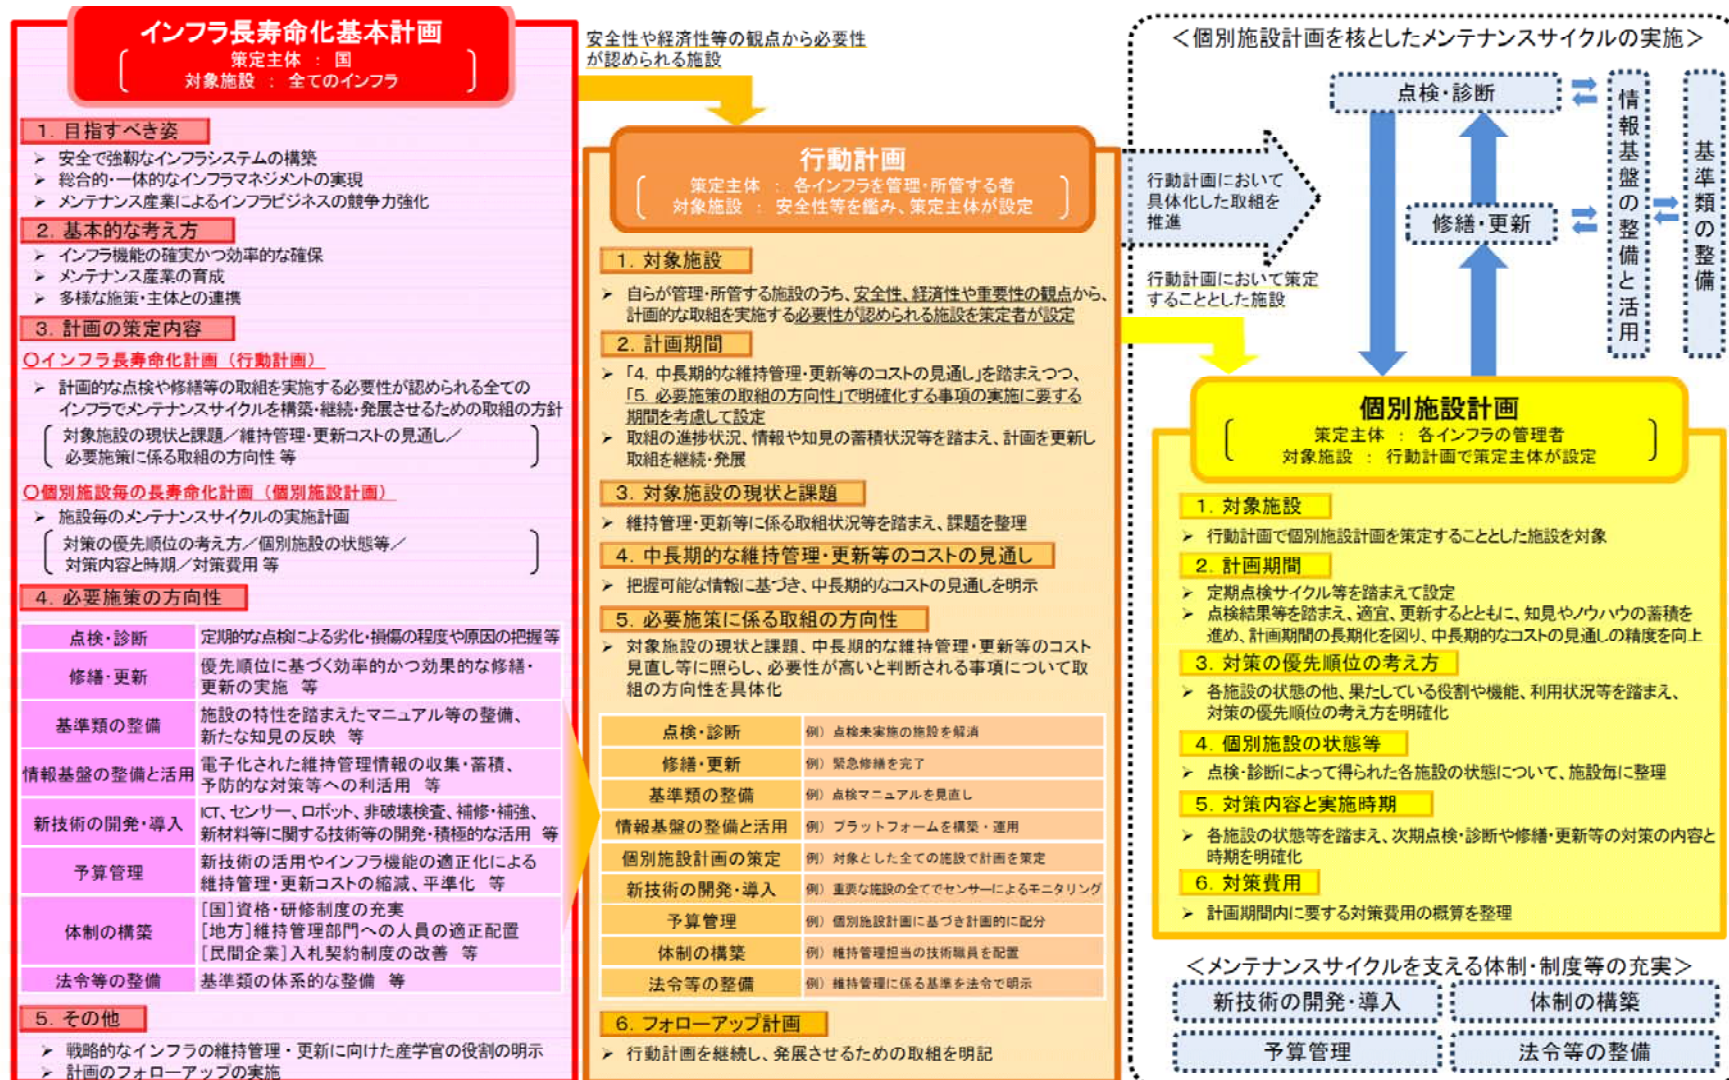 インフラ長寿命化基本計画
策定主体 : 国
対象施設 : 全てのインフラ
1. 目指すべき姿
➢ 安全で強靱なインフラシステムの構築
➢ 総合的・一体的なインフラマネジメントの実現
➢ メンテナンス産業によるインフラビジネスの競争力強化
2. 基本的な考え方
➢ インフラ機能の確実かつ効率的な確保
➢ メンテナンス産業の育成
➢ 多様な施策・主体との連携
3. 計画の策定内容
〇インフラ長寿命化計画(行動計画)
➢ 計画的な点検や修繕等の取組を実施する必要性が認められる全ての
インフラでメンテナンスサイクルを構築・継続・発展させるための取組の方針
対象施設の現状と課題/維持管理・更新コストの見通し/
必要施策に係る取組の方向性 等
〇個別施設毎の長寿命化計画(個別施設計画)
➢ 施設毎のメンテナンスサイクルの実施計画
対策の優先順位の考え方/個別施設の状態等/
対策内容と時期/対策費用 等
4. 必要施策の方向性
点検・診断 定期的な点検による劣化・損傷の程度や原因の把握等
修繕・更新 優先順位に基づく効率的かつ効果的な修繕・
更新の実施 等
基準類の整備 施設の特性を踏まえたマニュアル等の整備、
新たな知見の反映 等
情報基盤の整備と活用 電子化された維持管理情報の収集・蓄積、
予防的な対策等への利活用 等
新技術の開発・導入 ICT、センサー、ロボット、非破壊検査、補修・補強、
新材料等に関する技術等の開発・積極的な活用 等
予算管理 新技術の活用やインフラ機能の適正化による
維持管理・更新コストの縮減、平準化 等
体制の構築 [国]資格・研修制度の充実
[地方]維持管理部門への人員の適正配置
[民間企業]入札契約制度の改善 等
法令等の整備 基準類の体系的な整備 等
5. その他
➢ 戦略的なインフラの維持管理・更新に向けた産学官の役割の明示
➢ 計画のフォローアップの実施
安全性や経済性等の観点から必要性
が認められる施設
行動計画
策定主体 : 各インフラを管理・所管する者
対象施設 : 安全性等を鑑み、策定主体が設定
1. 対象施設
➢ 自らが管理・所管する施設のうち、安全性、経済性や重要性の観点から、
計画的な取組を実施する必要性が認められる施設を策定者が設定
2. 計画期間
➢ 「4. 中長期的な維持管理・更新等のコストの見通し」を踏まえつつ、
「5. 必要施策の取組の方向性」で明確化する事項の実施に要する
期間を考慮して設定
➢ 取組の進捗状況、情報や知見の蓄積状況等を踏まえ、計画を更新し
取組を継続・発展
3. 対象施設の現状と課題
➢ 維持管理・更新等に係る取組状況等を踏まえ、課題を整理
4. 中長期的な維持管理・更新等のコストの見通し
➢ 把握可能な情報に基づき、中長期的なコストの見通しを明示
5. 必要施策に係る取組の方向性
➢ 対象施設の現状と課題、中長期的な維持管理・更新等のコスト
見直し等に照らし、必要性が高いと判断される事項について取
組の方向性を具体化
点検・診断 例) 点検未実施の施設を解消
修繕・更新 例) 緊急修繕を完了
基準類の整備 例) 点検マニュアルを見直し
情報基盤の整備と活用 例) プラットフォームを構築・運用
個別施設計画の策定 例) 対象とした全ての施設で計画を策定
新技術の開発・導入 例) 重要な施設の全てでセンサーによるモニタリング
予算管理 例) 個別施設計画に基づき計画的に配分
体制の構築 例) 維持管理担当の技術職員を配置
法令等の整備 例) 維持管理に係る基準を法令で明示
6. フォローアップ計画
➢ 行動計画を継続し、発展させるための取組を明記
<個別施設計画を核としたメンテナンスサイクルの実施>
点検・診断
修繕・更新
情報基盤の整備と活用
基準類の整備
行動計画において
具体化した取組を
推進
行動計画において策定
することとした施設
個別施設計画
策定主体 : 各インフラの管理者
対象施設 : 行動計画で策定主体が設定
1. 対象施設
➢ 行動計画で個別施設計画を策定することとした施設を対象
2. 計画期間
➢ 定期点検サイクル等を踏まえて設定
➢ 点検結果等を踏まえ、適宜、更新するとともに、知見やノウハウの蓄積を
進め、計画期間の長期化を図り、中長期的なコストの見通しの精度を向上
3. 対策の優先順位の考え方
➢ 各施設の状態の他、果たしている役割や機能、利用状況等を踏まえ、
対策の優先順位の考え方を明確化
4. 個別施設の状態等
➢ 点検・診断によって得られた各施設の状態について、施設毎に整理
5. 対策内容と実施時期
➢ 各施設の状態等を踏まえ、次期点検・診断や修繕・更新等の対策の内容と
時期を明確化
6. 対策費用
➢ 計画期間内に要する対策費用の概算を整理
<メンテナンスサイクルを支える体制・制度等の充実>
新技術の開発・導入
体制の構築
予算管理
法令等の整備